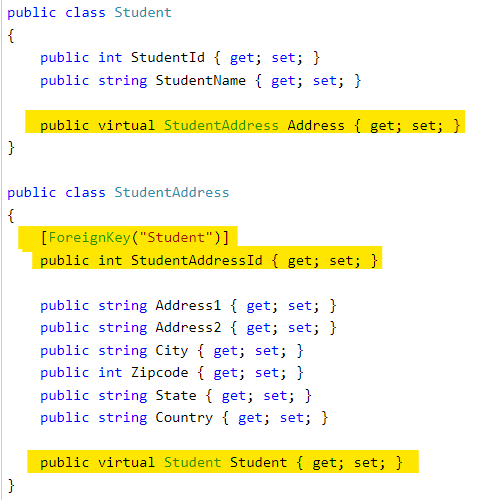 public class Student
{
public int StudentId { get; set; }
public string StudentName { get; set; }
public virtual StudentAddress Address { get; set; }
}
public class StudentAddress
{
[ForeignKey("Student")]
public int StudentAddressId { get; set; }
public string Address1 { get; set; }
public string Address2 { get; set; }
public string City { get; set; }
public int Zipcode { get; set; }
public string State { get; set; }
public string Country { get; set; }
public virtual Student Student { get; set; }
}